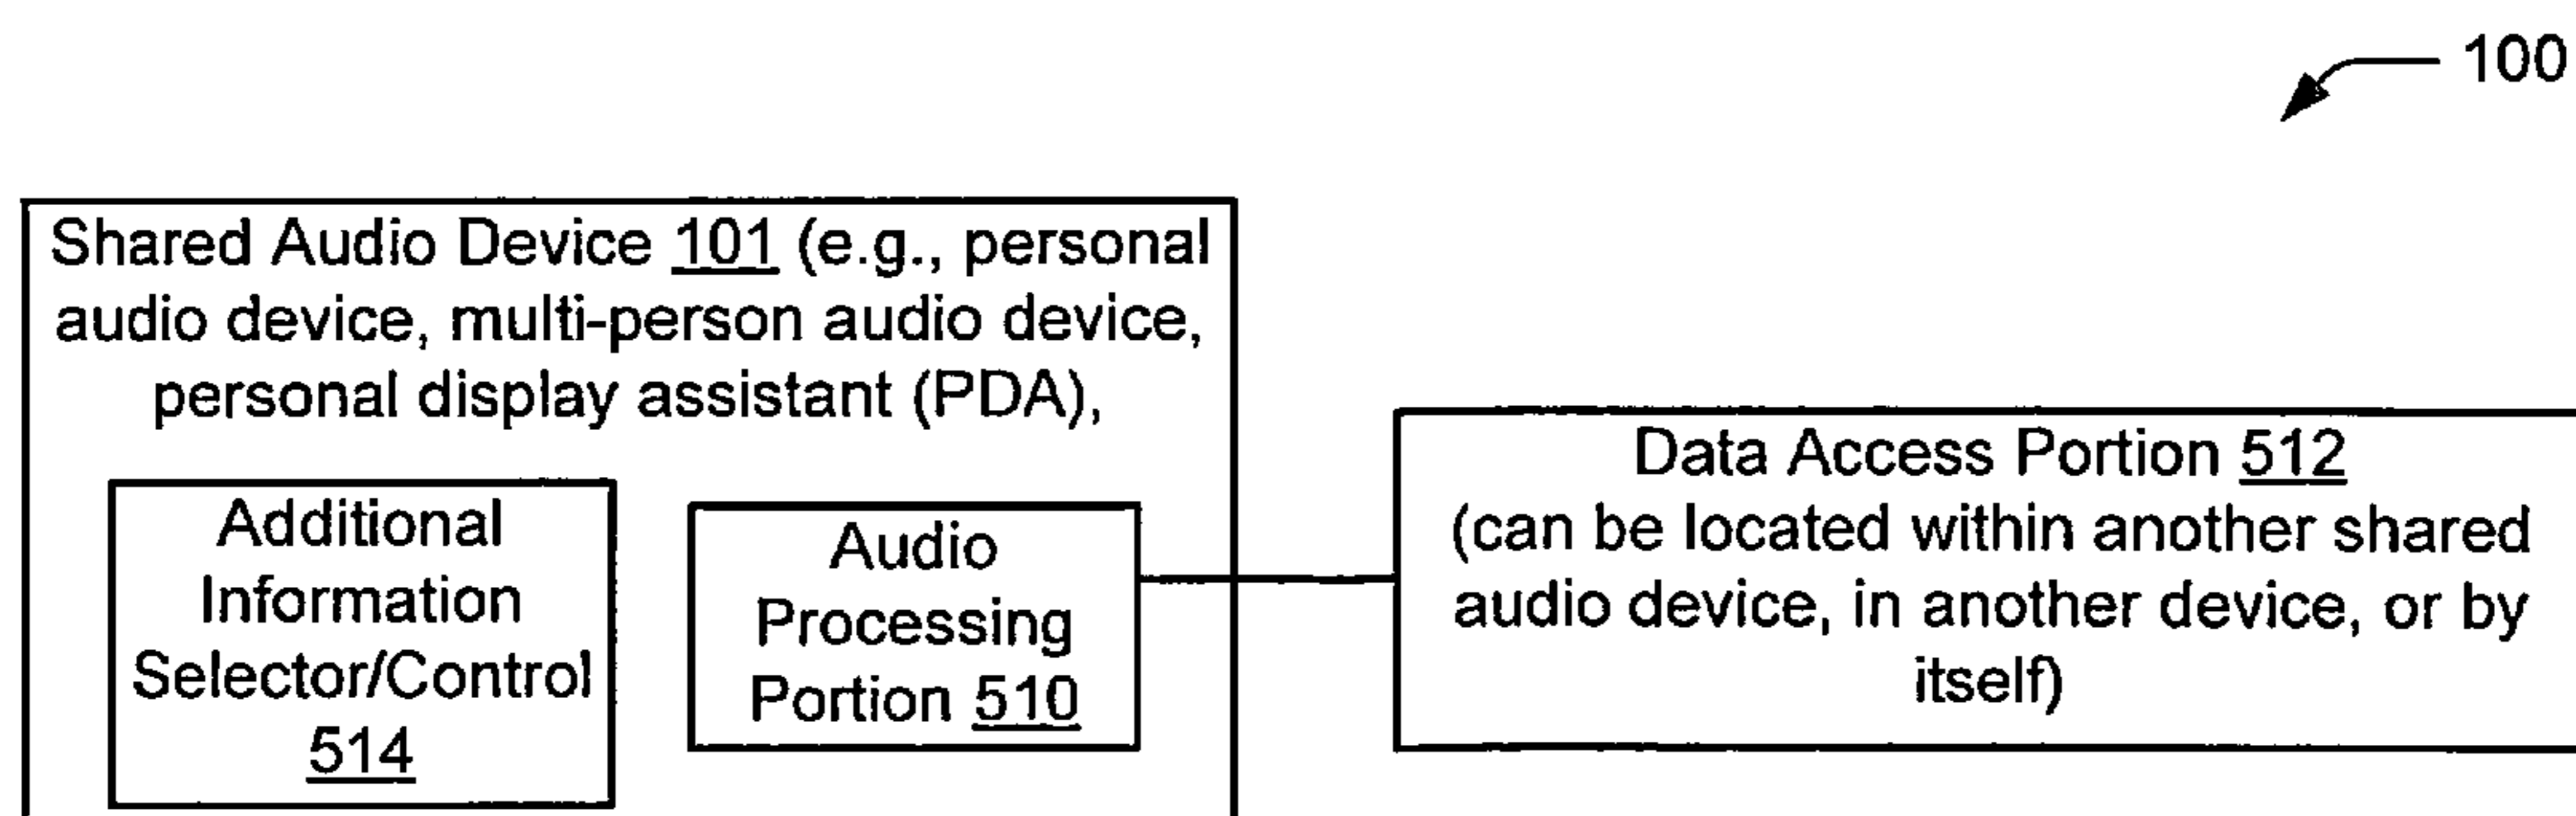 100
Shared Audio Device 101 (e.g., personal
audio device, multi-person audio device,
personal display assistant (PDA),
Additional
Information
Selector/Control
514
Audio
Processing
Portion 510
Data Access Portion 512
(can be located within another shared
audio device, in another device, or by
itself)